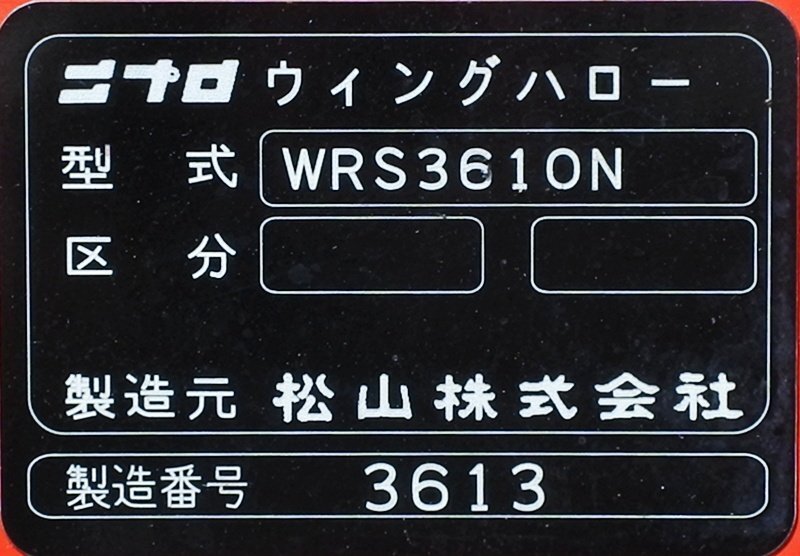 ニプロ ウィングハロー
型式 WRS3610N
区分
製造元 松山株式会社
製造番号 3613